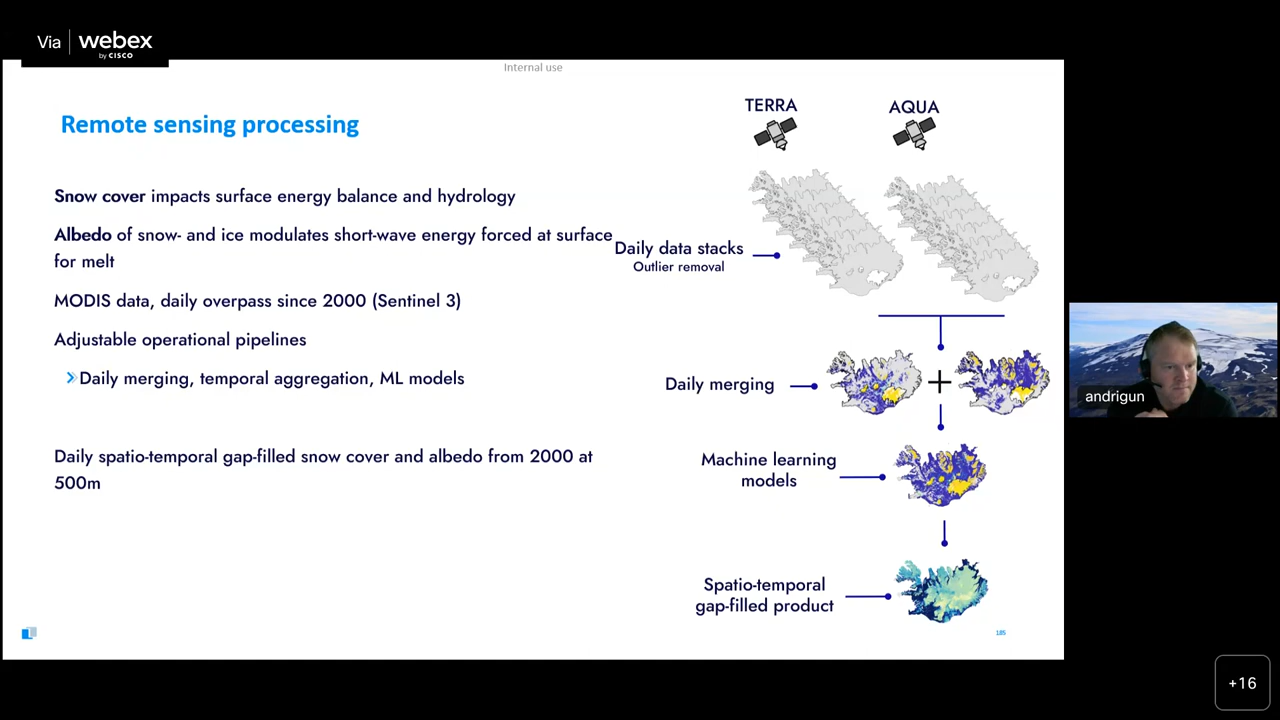 Via webex
by CISCO
Internal use
Remote sensing processing
Snow cover impacts surface energy balance and hydrology
Albedo of snow- and ice modulates short-wave energy forced at surface
for melt
MODIS data, daily overpass since 2000 (Sentinel 3)
Adjustable operational pipelines
Daily merging, temporal aggregation, ML models
Daily spatio-temporal gap-filled snow cover and albedo from 2000 at
500m
TERRA
AQUA
Daily data stacks
Outlier removal
Daily merging
+
Machine learning
models
Spatio-temporal
gap-filled product
185
andrigun
+16